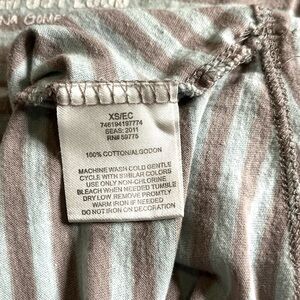 XS/EC
746194197774
SEAS: 2011
RN# 59775
100% COTTON/ALGODON
MACHINE WASH COLD GENTLE
CYCLE WITH SIMILAR COLORS
USE ONLY NON-CHLORINE
BLEACH WHEN NEEDED TUMBLE
DRY LOW REMOVE PROMPTLY
WARM IRON IF NEEDED
DO NOT IRON ON DECORATION